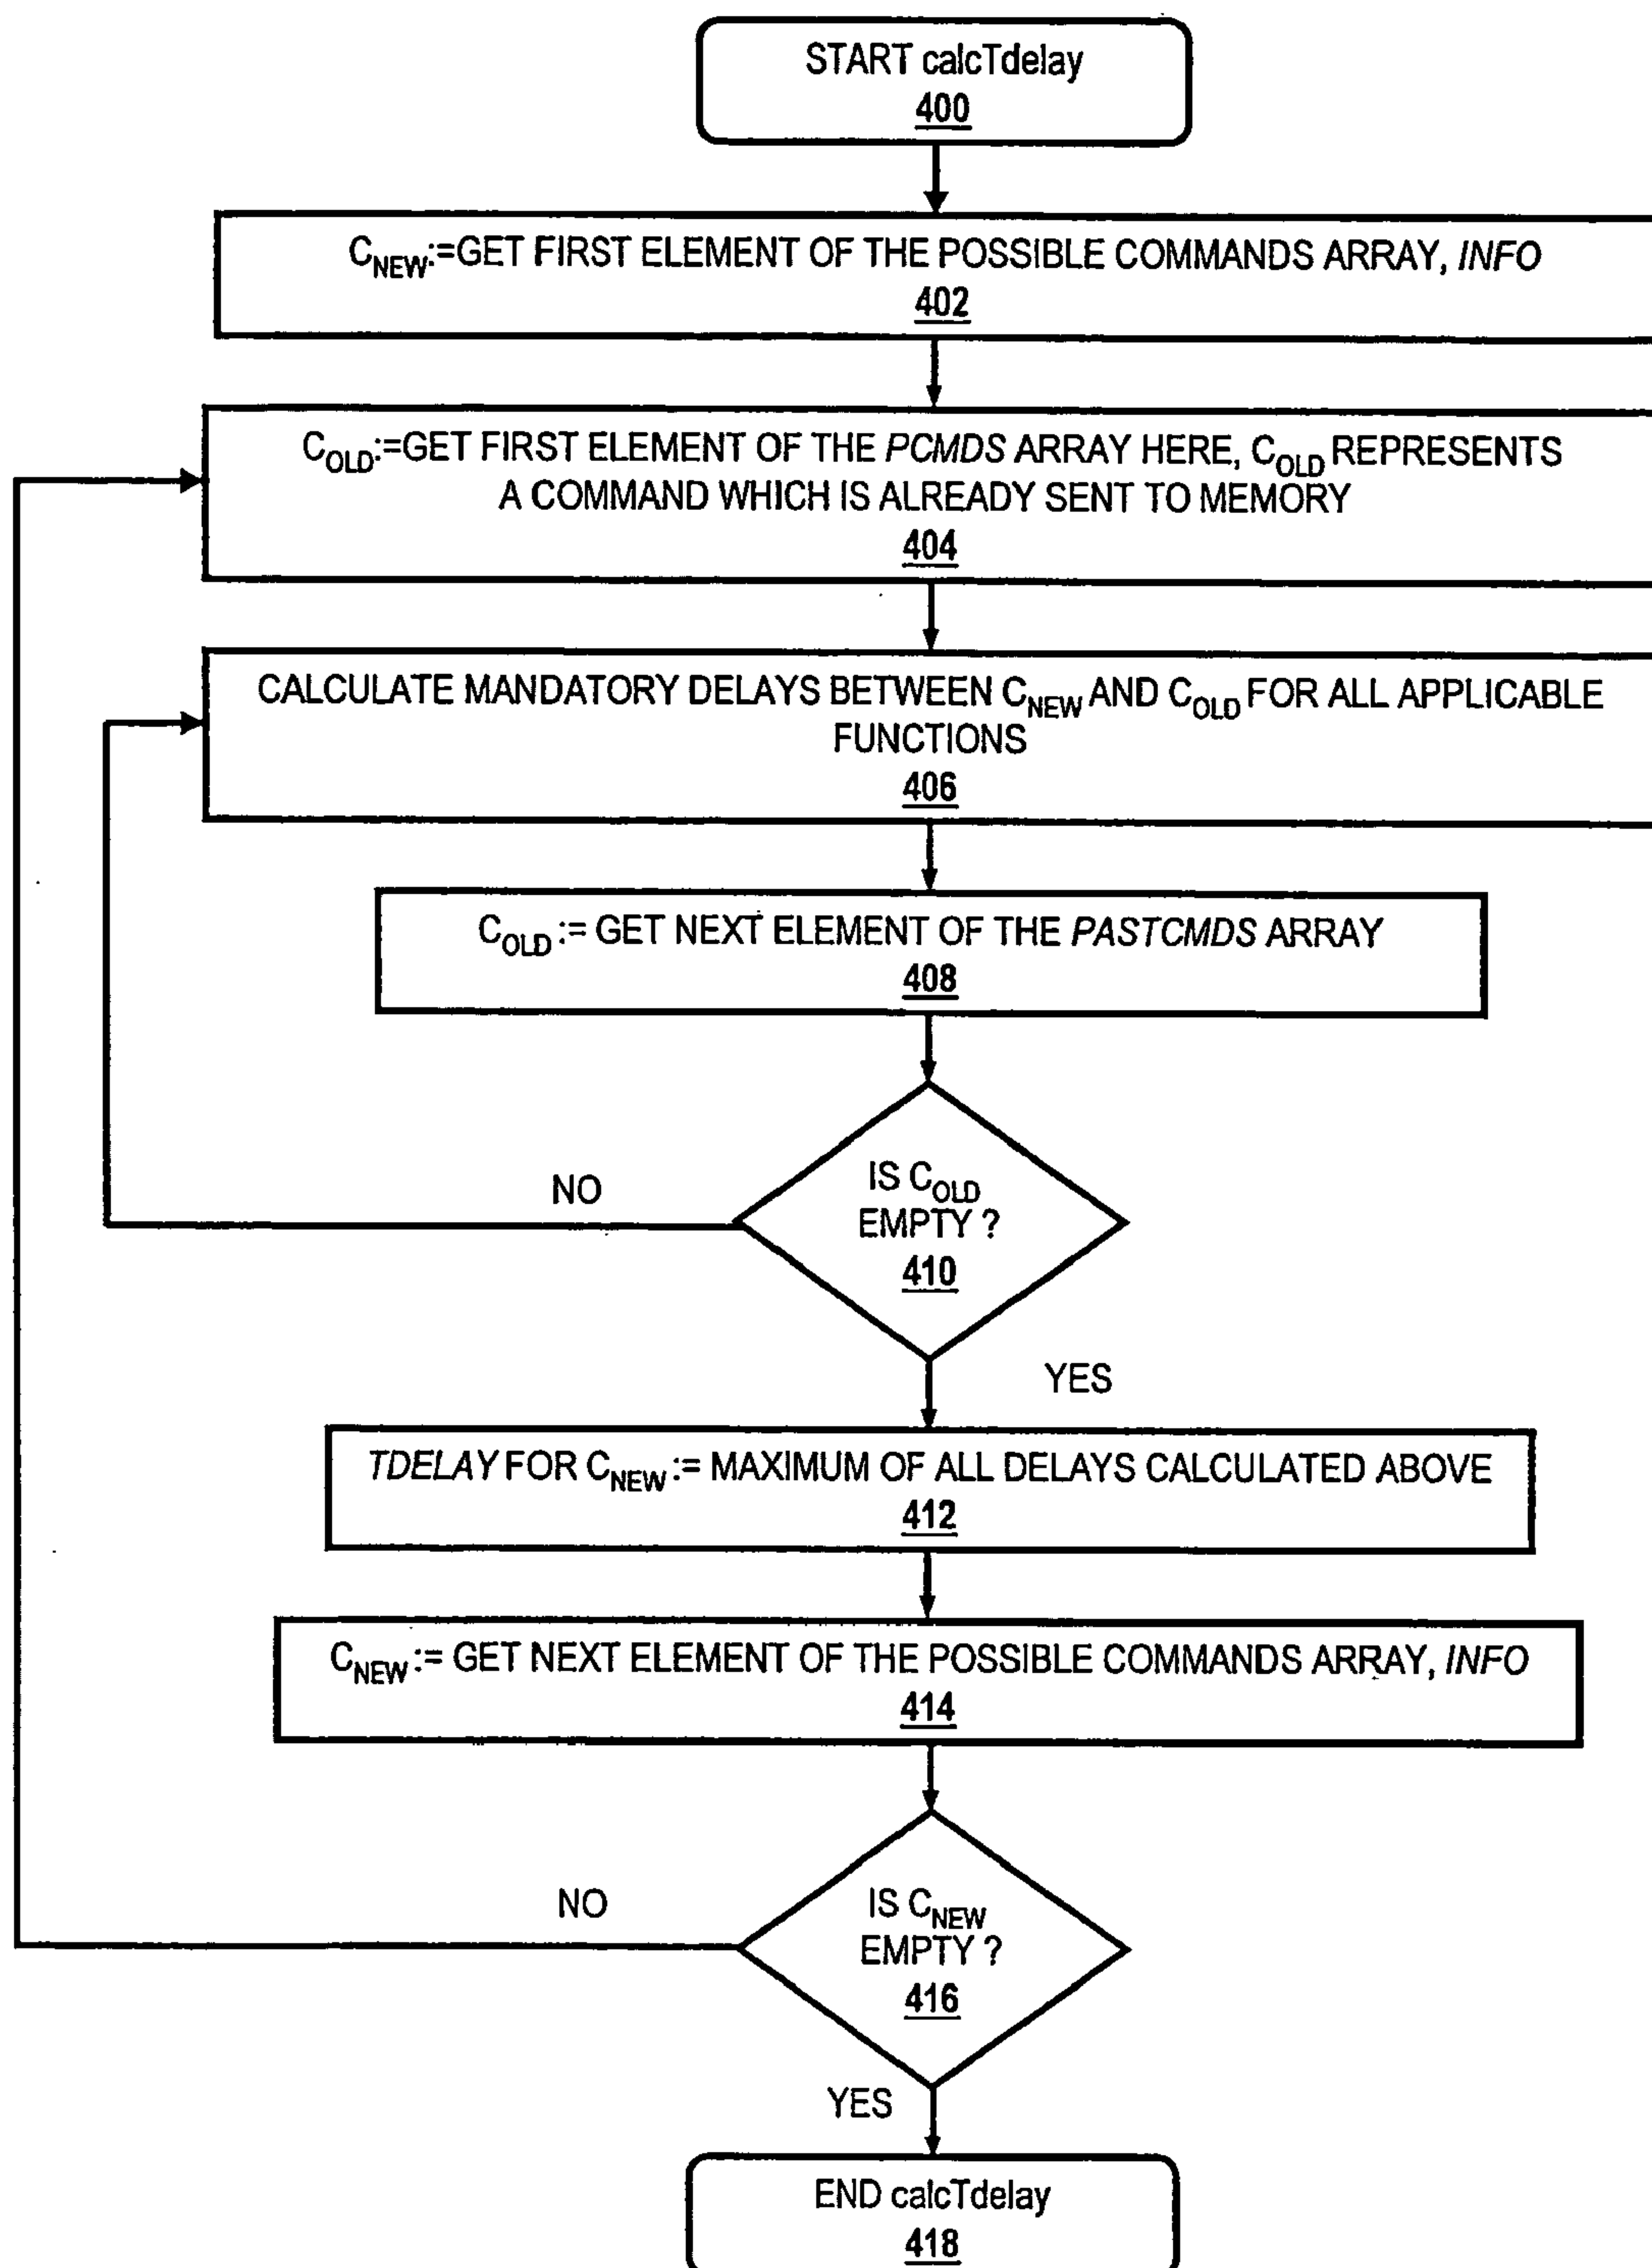 START calcTdelay
400
CNEW:=GET FIRST ELEMENT OF THE POSSIBLE COMMANDS ARRAY, INFO
402
COLD:=GET FIRST ELEMENT OF THE PCMDS ARRAY HERE, COLD REPRESENTS
A COMMAND WHICH IS ALREADY SENT TO MEMORY
404
CALCULATE MANDATORY DELAYS BETWEEN CNEW AND COLD FOR ALL APPLICABLE
FUNCTIONS
406
COLD := GET NEXT ELEMENT OF THE PASTCMDS ARRAY
408
IS COLD
EMPTY ?
410
NO
YES
TDELAY FOR CNEW := MAXIMUM OF ALL DELAYS CALCULATED ABOVE
412
CNEW := GET NEXT ELEMENT OF THE POSSIBLE COMMANDS ARRAY, INFO
414
IS CNEW
EMPTY ?
416
NO
YES
END calcTdelay
418